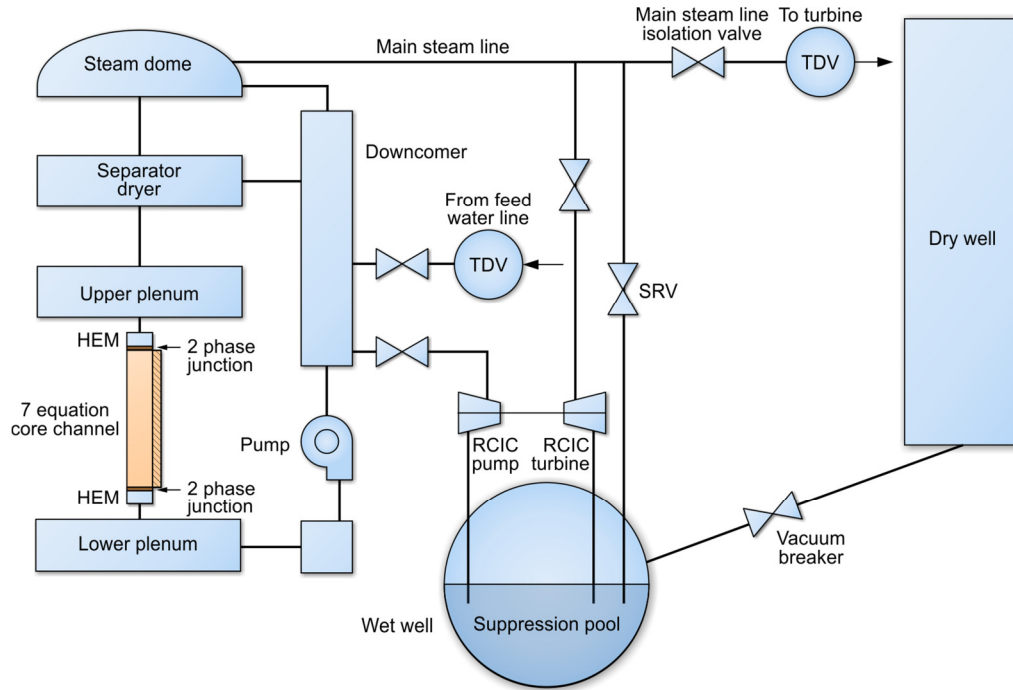 Main steam line
Main steam line
isolation valve
To turbine
TDV
Steam dome
Separator
dryer
Downcomer
From feed
water line
TDV
Dry well
Upper plenum
SRV
HEM
2 phase
junction
7 equation
core channel
Pump
RCIC
pump
RCIC
turbine
HEM
2 phase
junction
Lower plenum
Vacuum
breaker
Wet well
Suppression pool